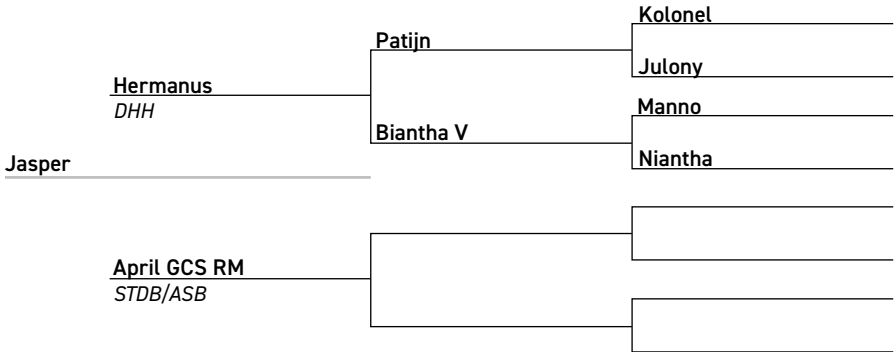 Kolonel
Patijn
Julony
Hermanus
DHH
Manno
Biantha V
Niantha
Jasper
April GCS RM
STDB/ASB